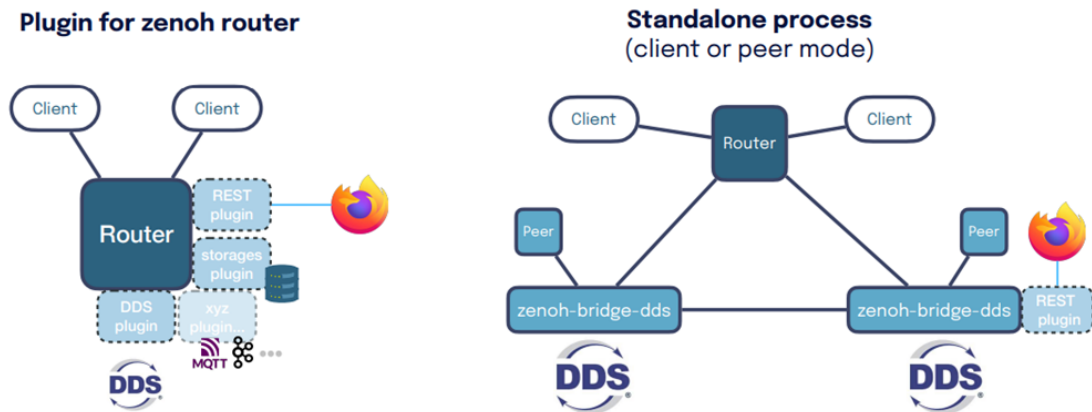 Plugin for zenoh router
Client
Client
Router
REST
plugin
storages
plugin
DDS
plugin
xyz
plugin...
MQTT
DDS
Standalone process
(client or peer mode)
Client
Router
Client
Peer
Peer
zenoh-bridge-dds
zenoh-bridge-dds
REST
plugin
DDS
DDS